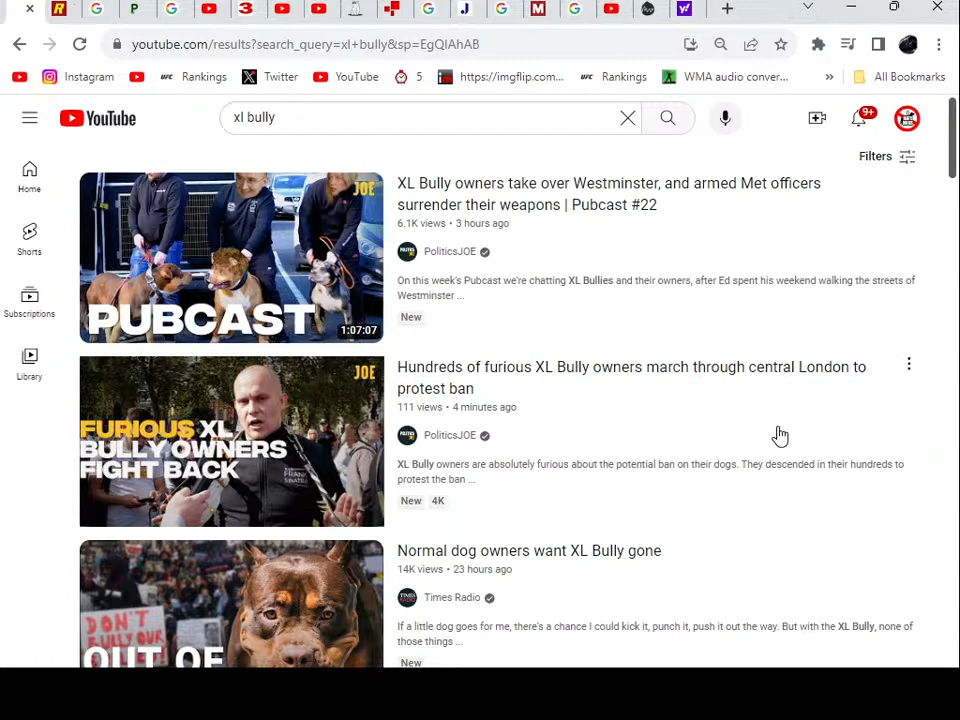 youtube.com/results?search_query=xl+bully&sp=EgQIAhAB
Instagram
UFC Rankings
Twitter
YouTube
5
https://imgflip.com...
UFC Rankings
WMA audio conver...
»
All Bookmarks
YouTube
xl bully
9+
Filters
Home
Shorts
Subscriptions
Library
JOE
PUBCAST
1:07:07
XL Bully owners take over Westminster, and armed Met officers
surrender their weapons | Pubcast #22
6.1K views • 3 hours ago
PoliticsJOE
On this week's Pubcast we're chatting XL Bullies and their owners, after Ed spent his weekend walking the streets of
Westminster ...
New
JOE
FURIOUS XL
BULLY OWNERS
FIGHT BACK
Hundreds of furious XL Bully owners march through central London to
protest ban
111 views • 4 minutes ago
PoliticsJOE
XL Bully owners are absolutely furious about the potential ban on their dogs. They descended in their hundreds to
protest the ban ...
New 4K
DON'T
BULLY OUR
OUT OF
Normal dog owners want XL Bully gone
14K views • 23 hours ago
Times Radio
If a little dog goes for me, there's a chance I could kick it, punch it, push it out the way. But with the XL Bully, none of
those things ...
New